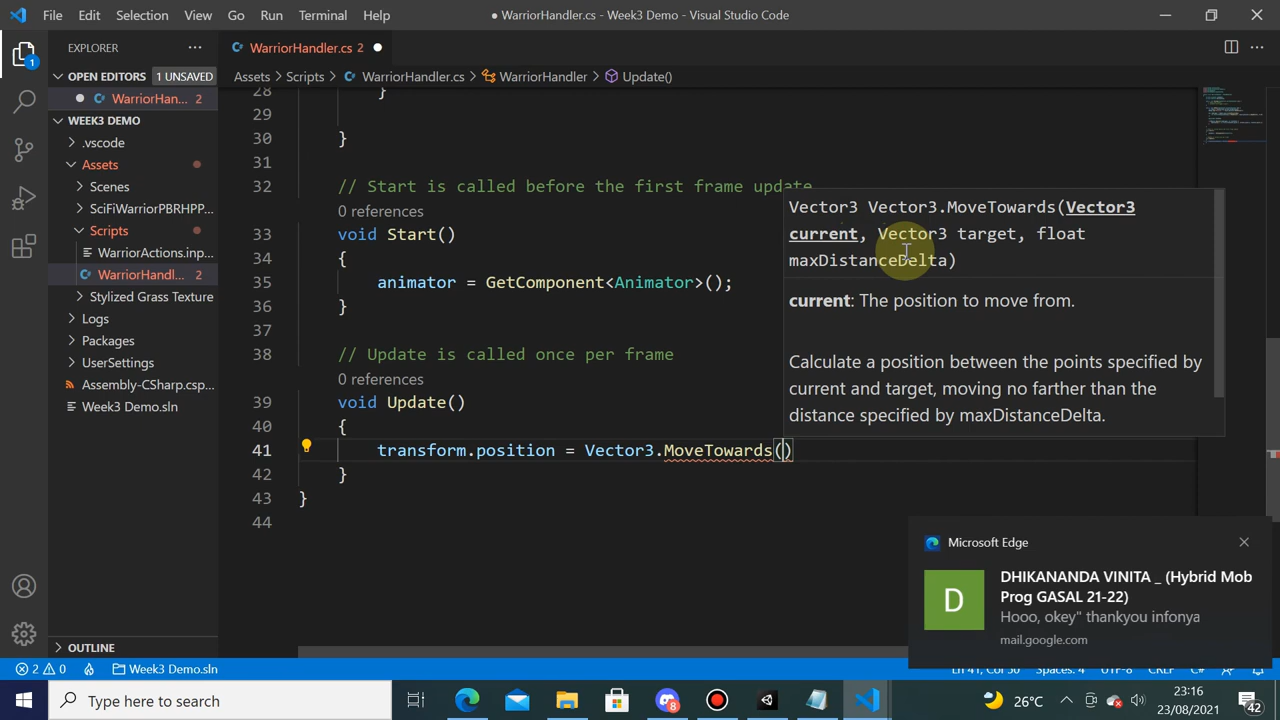 File Edit Selection View Go Run Terminal Help
● WarriorHandler.cs - Week3 Demo - Visual Studio Code
EXPLORER
OPEN EDITORS 1 UNSAVED
● WarriorHan... 2
WEEK3 DEMO
.vscode
Assets
Scenes
SciFiWarriorPBRHPP...
Scripts
WarriorActions.inp...
WarriorHandl... 2
Stylized Grass Texture
Logs
Packages
UserSettings
Assembly-CSharp.csp...
Week3 Demo.sln
OUTLINE
1
WarriorHandler.cs 2 ●
Assets > Scripts > WarriorHandler.cs > WarriorHandler > Update()
28 }
29
30 }
31
32 // Start is called before the first frame update
0 references
33 void Start()
34 {
35 animator = GetComponent<Animator>();
36 }
37
38 // Update is called once per frame
0 references
39 void Update()
40 {
41 transform.position = Vector3.MoveTowards()
42 }
43 }
44
Vector3 Vector3.MoveTowards(Vector3
current, Vector3 target, float
maxDistanceDelta)
current: The position to move from.
Calculate a position between the points specified by
current and target, moving no farther than the
distance specified by maxDistanceDelta.
Microsoft Edge
D
DHIKANANDA VINITA _ (Hybrid Mob
Prog GASAL 21-22)
Hooo, okey" thankyou infonya
mail.google.com
2 0 Week3 Demo.sln
Type here to search
8
26°C
23:16
23/08/2021
42